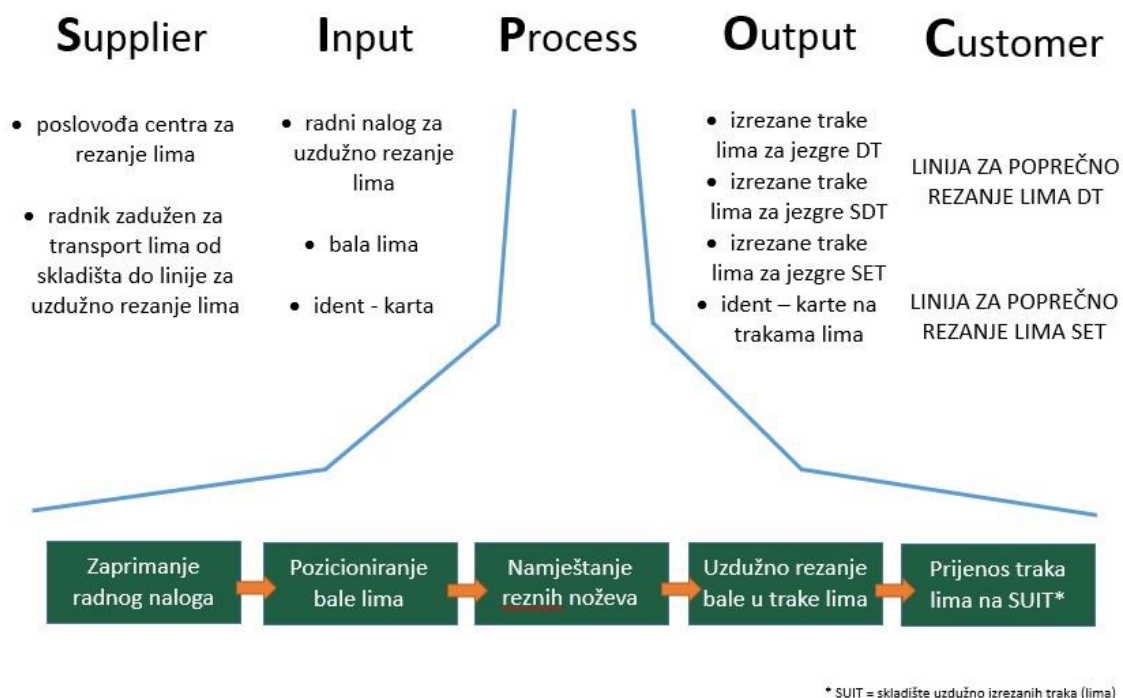 Supplier
Input
Process
Output
Customer
• poslovođa centra za
rezanje lima
• radnik zadužen za
transport lima od
skladišta do linije za
uzdužno rezanje lima
• radni nalog za
uzdužno rezanje
lima
• bala lima
• ident - karta
• izrezane trake
lima za jezgre DT
• izrezane trake
lima za jezgre SDT
• izrezane trake
lima za jezgre SET
• ident – karte na
trakama lima
LINIJA ZA POPREČNO
REZANJE LIMA DT
LINIJA ZA POPREČNO
REZANJE LIMA SET
Zaprimanje
radnog naloga
Pozicioniranje
bale lima
Namještanje
reznih noževa
Uzdužno rezanje
bale u trake lima
Prijenos traka
lima na SUIT*
* SUIT = skladište uzdužno izrezanih traka (lima)